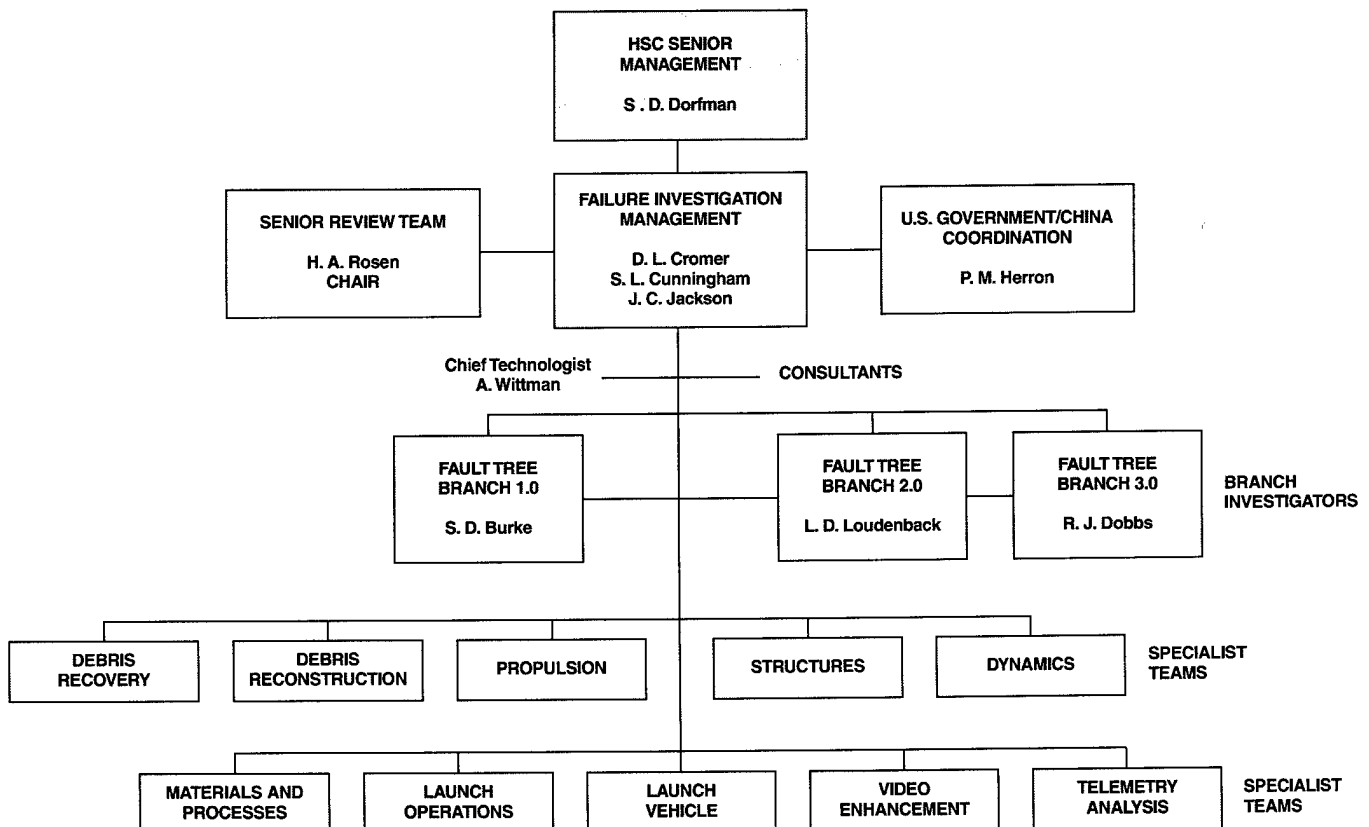 HSC SENIOR
MANAGEMENT
S . D. Dorfman
SENIOR REVIEW TEAM
H. A. Rosen
CHAIR
FAILURE INVESTIGATION
MANAGEMENT
D. L. Cromer
S. L. Cunningham
J. C. Jackson
U.S. GOVERNMENT/CHINA
COORDINATION
P. M. Herron
Chief Technologist
A. Wittman
CONSULTANTS
FAULT TREE
BRANCH 1.0
S. D. Burke
FAULT TREE
BRANCH 2.0
L. D. Loudenback
FAULT TREE
BRANCH 3.0
R. J. Dobbs
BRANCH
INVESTIGATORS
DEBRIS
RECOVERY
DEBRIS
RECONSTRUCTION
PROPULSION
STRUCTURES
DYNAMICS
SPECIALIST
TEAMS
MATERIALS AND
PROCESSES
LAUNCH
OPERATIONS
LAUNCH
VEHICLE
VIDEO
ENHANCEMENT
TELEMETRY
ANALYSIS
SPECIALIST
TEAMS